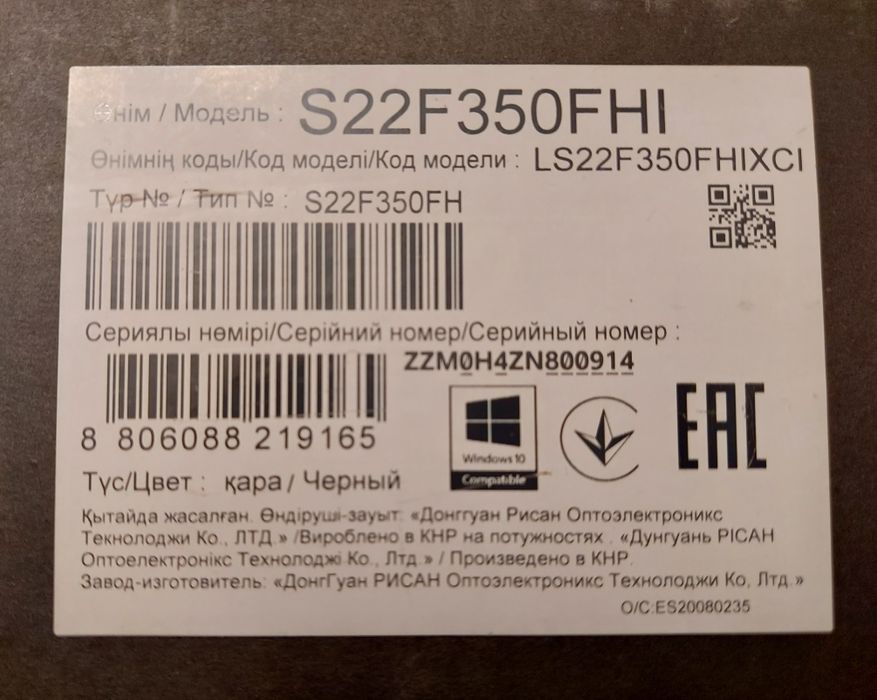 Өнім / Модель : S22F350FHI
Өнімнің коды/Код моделі/Код модели : LS22F350FHIXCI
Түр № / Тип № : S22F350FH
Сериялы нөмірі/Серійний номер/Серийный номер :
ZZM0H4ZN800914
8 806088 219165
Windows 10
Compatible
EAC
Түс/Цвет : қара / Черный
Қытайда жасалған. Өндіруші-зауыт: «Донггуан Рисан Оптоэлектроникс
Текнолоджи Ко., ЛТД.» /Вироблено в КНР на потужностях . «Дунгуань РІСАН
Оптоелектронікс Технолоджі Ко., Лтд.» / Произведено в КНР.
Завод-изготовитель: «ДонгГуан РИСАН Оптоэлектроникс Технолоджи Ко, Лтд.»
O/C:ES20080235